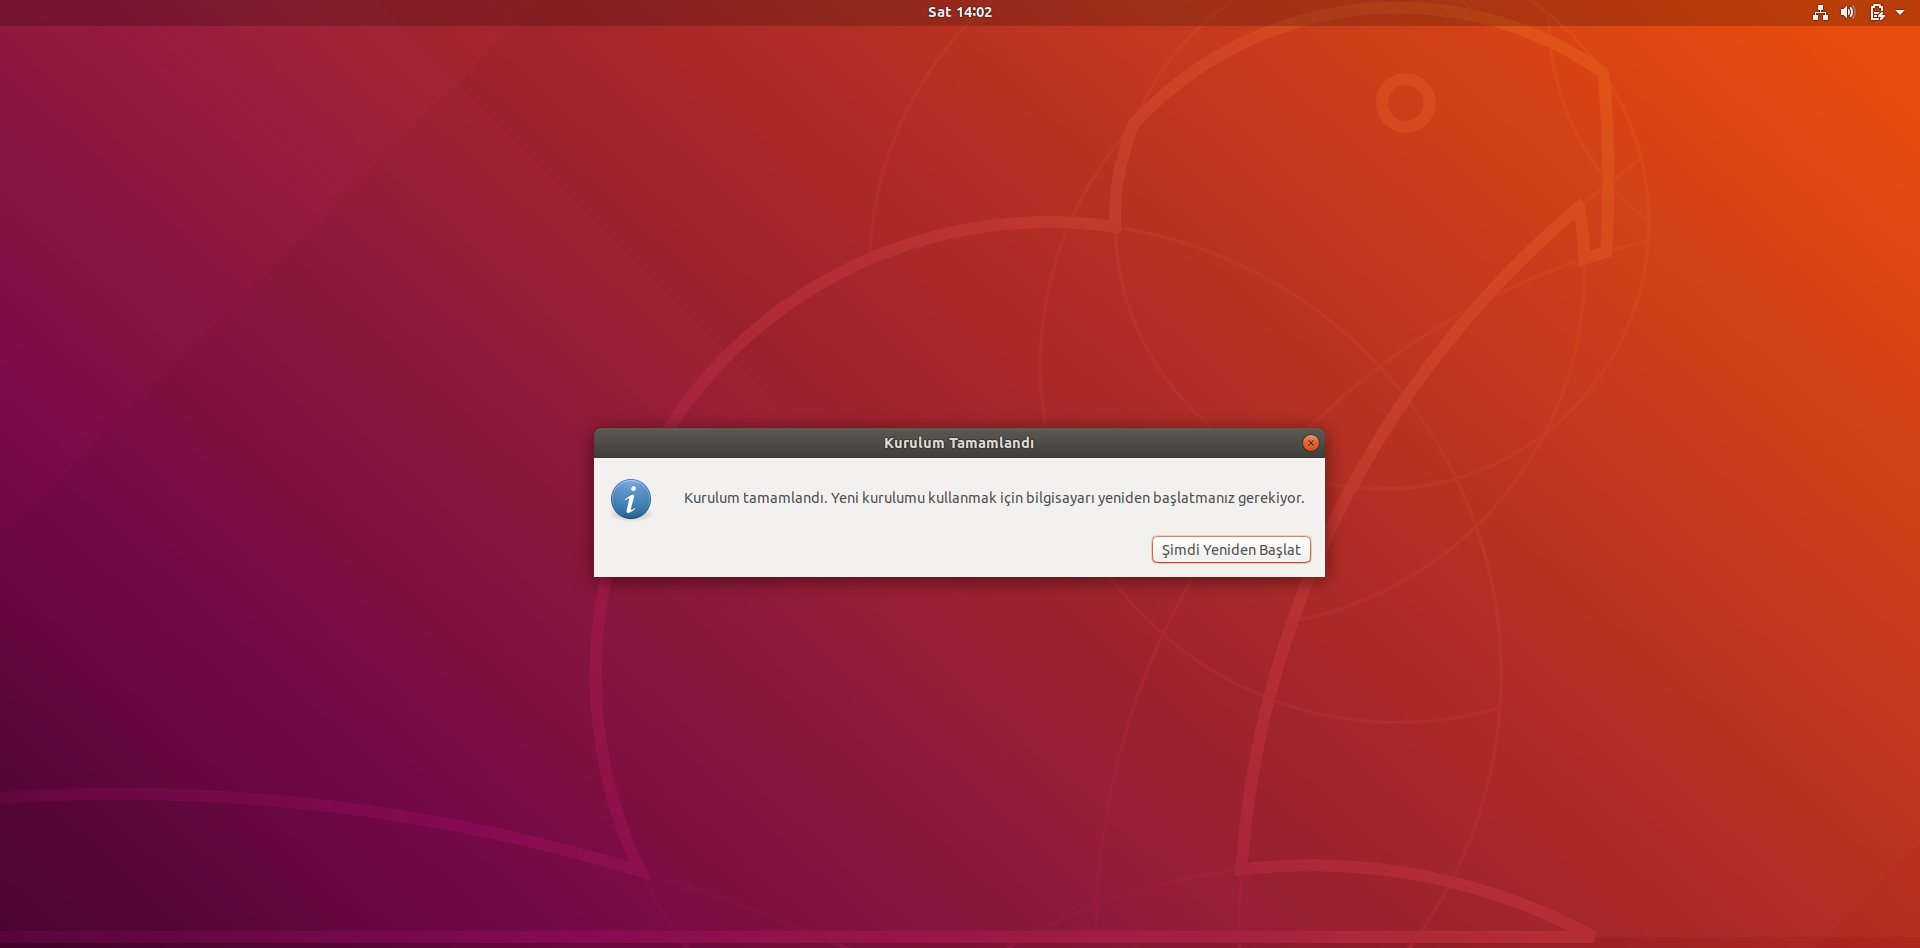 Sat 14:02
Kurulum Tamamlandı
Kurulum tamamlandı. Yeni kurulumu kullanmak için bilgisayarı yeniden başlatmanız gerekiyor.
Şimdi Yeniden Başlat